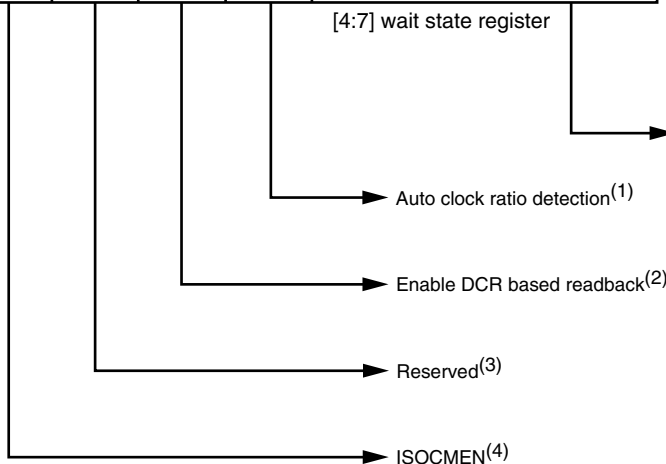 [4:7] wait state register
Auto clock ratio detection(1)
Enable DCR based readback(2)
Reserved(3)
ISOCMEN(4)